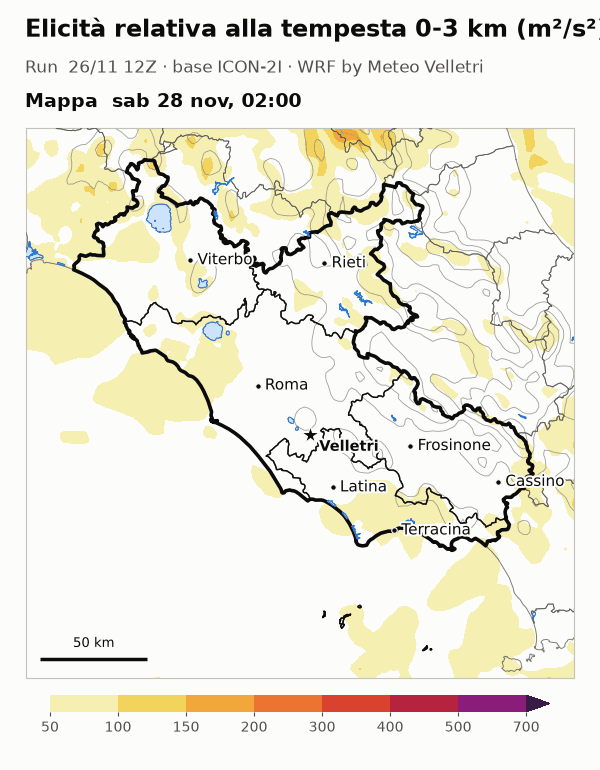 Elicità relativa alla tempesta 0-3 km (m²/s²)
Run 26/11 12Z · base ICON-2I · WRF by Meteo Velletri
Mappa sab 28 nov, 02:00
Viterbo
Rieti
Roma
Velletri
Frosinone
Cassino
Latina
Terracina
50 km
50 100 150 200 300 400 500 700